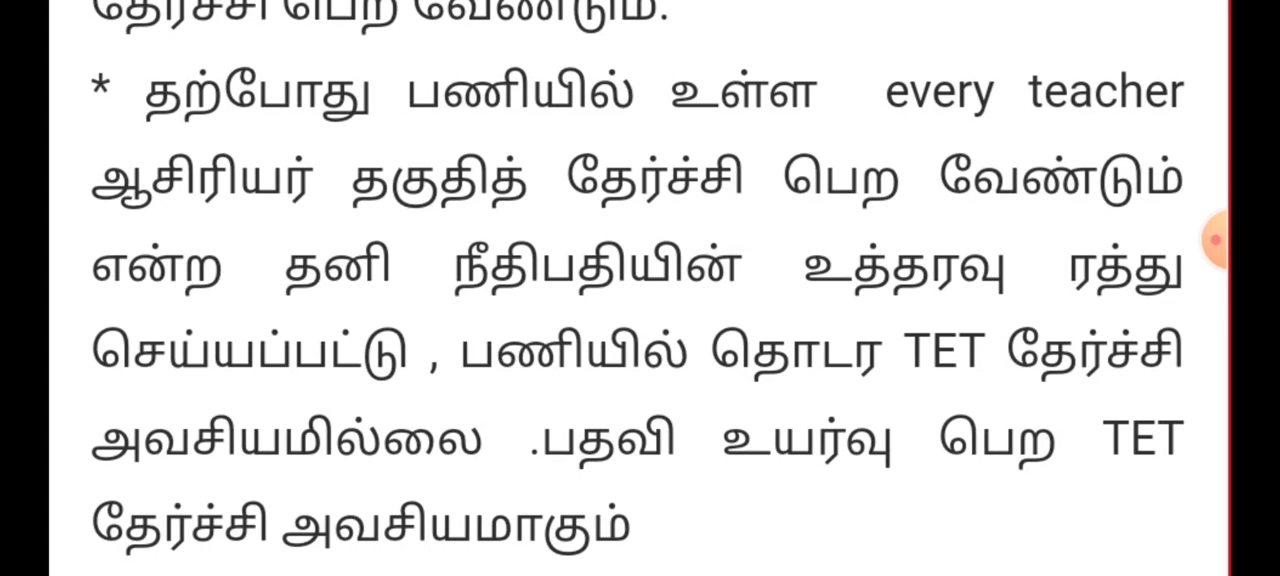 தேர்ச்சி பெற வேண்டும்.
* தற்போது பணியில் உள்ள every teacher
ஆசிரியர் தகுதித் தேர்ச்சி பெற வேண்டும்
என்ற தனி நீதிபதியின் உத்தரவு ரத்து
செய்யப்பட்டு , பணியில் தொடர TET தேர்ச்சி
அவசியமில்லை .பதவி உயர்வு பெற TET
தேர்ச்சி அவசியமாகும்